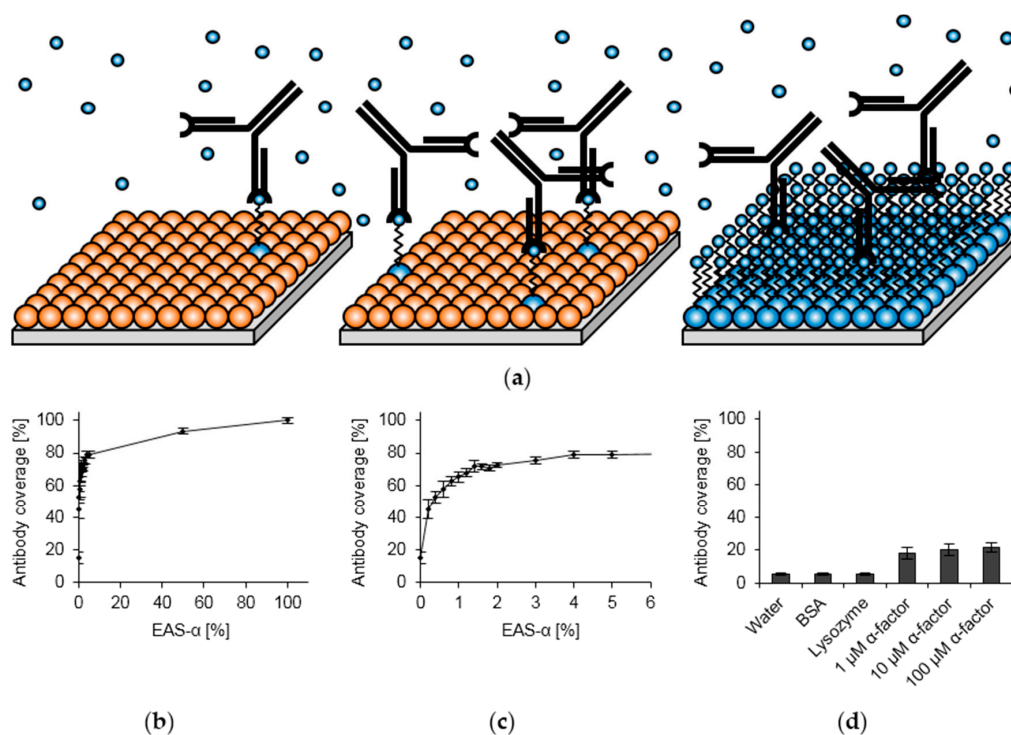 (a)
Antibody coverage [%]
100
80
60
40
20
0
0 20 40 60 80 100
EAS-α [%]
(b)
Antibody coverage [%]
100
80
60
40
20
0
0 1 2 3 4 5 6
EAS-α [%]
(c)
Antibody coverage [%]
100
80
60
40
20
0
Water
BSA
Lysozyme
1 µM α-factor
10 µM α-factor
100 µM α-factor
(d)